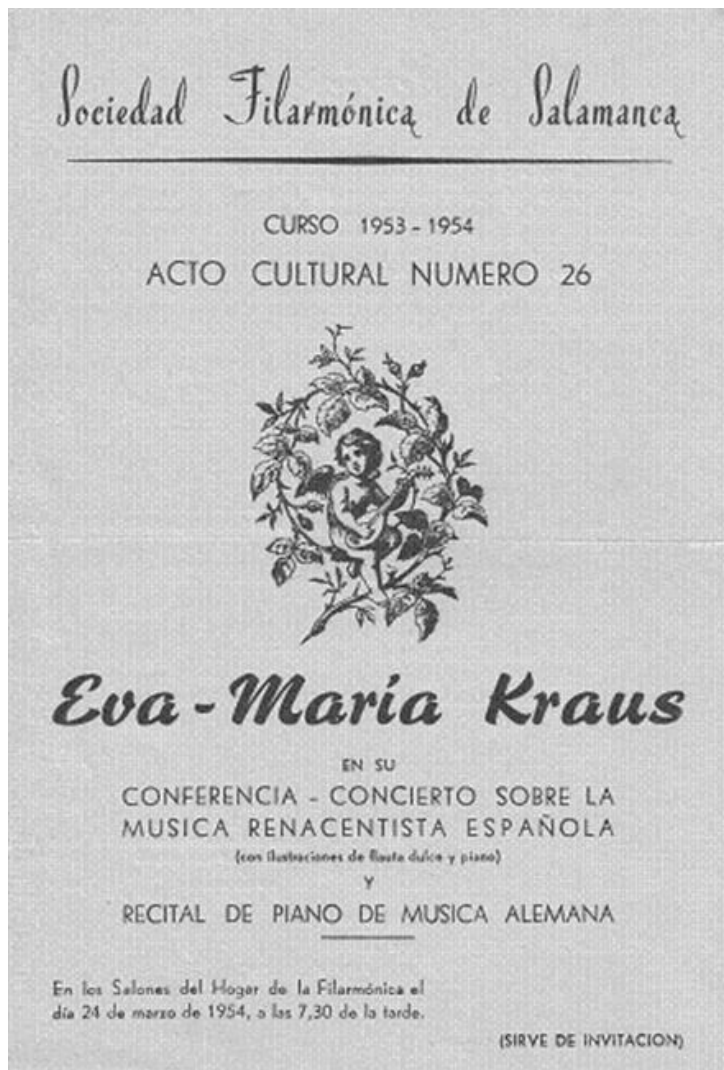 Sociedad Filarmónica de Salamanca
CURSO 1953 - 1954
ACTO CULTURAL NUMERO 26
Eva - María Kraus
EN SU
CONFERENCIA - CONCIERTO SOBRE LA
MUSICA RENACENTISTA ESPAÑOLA
(con ilustraciones de flauta dulce y piano)
Y
RECITAL DE PIANO DE MUSICA ALEMANA
En los Salones del Hogar de la Filarmónica el
día 24 de marzo de 1954, a las 7,30 de la tarde.
(SIRVE DE INVITACION)